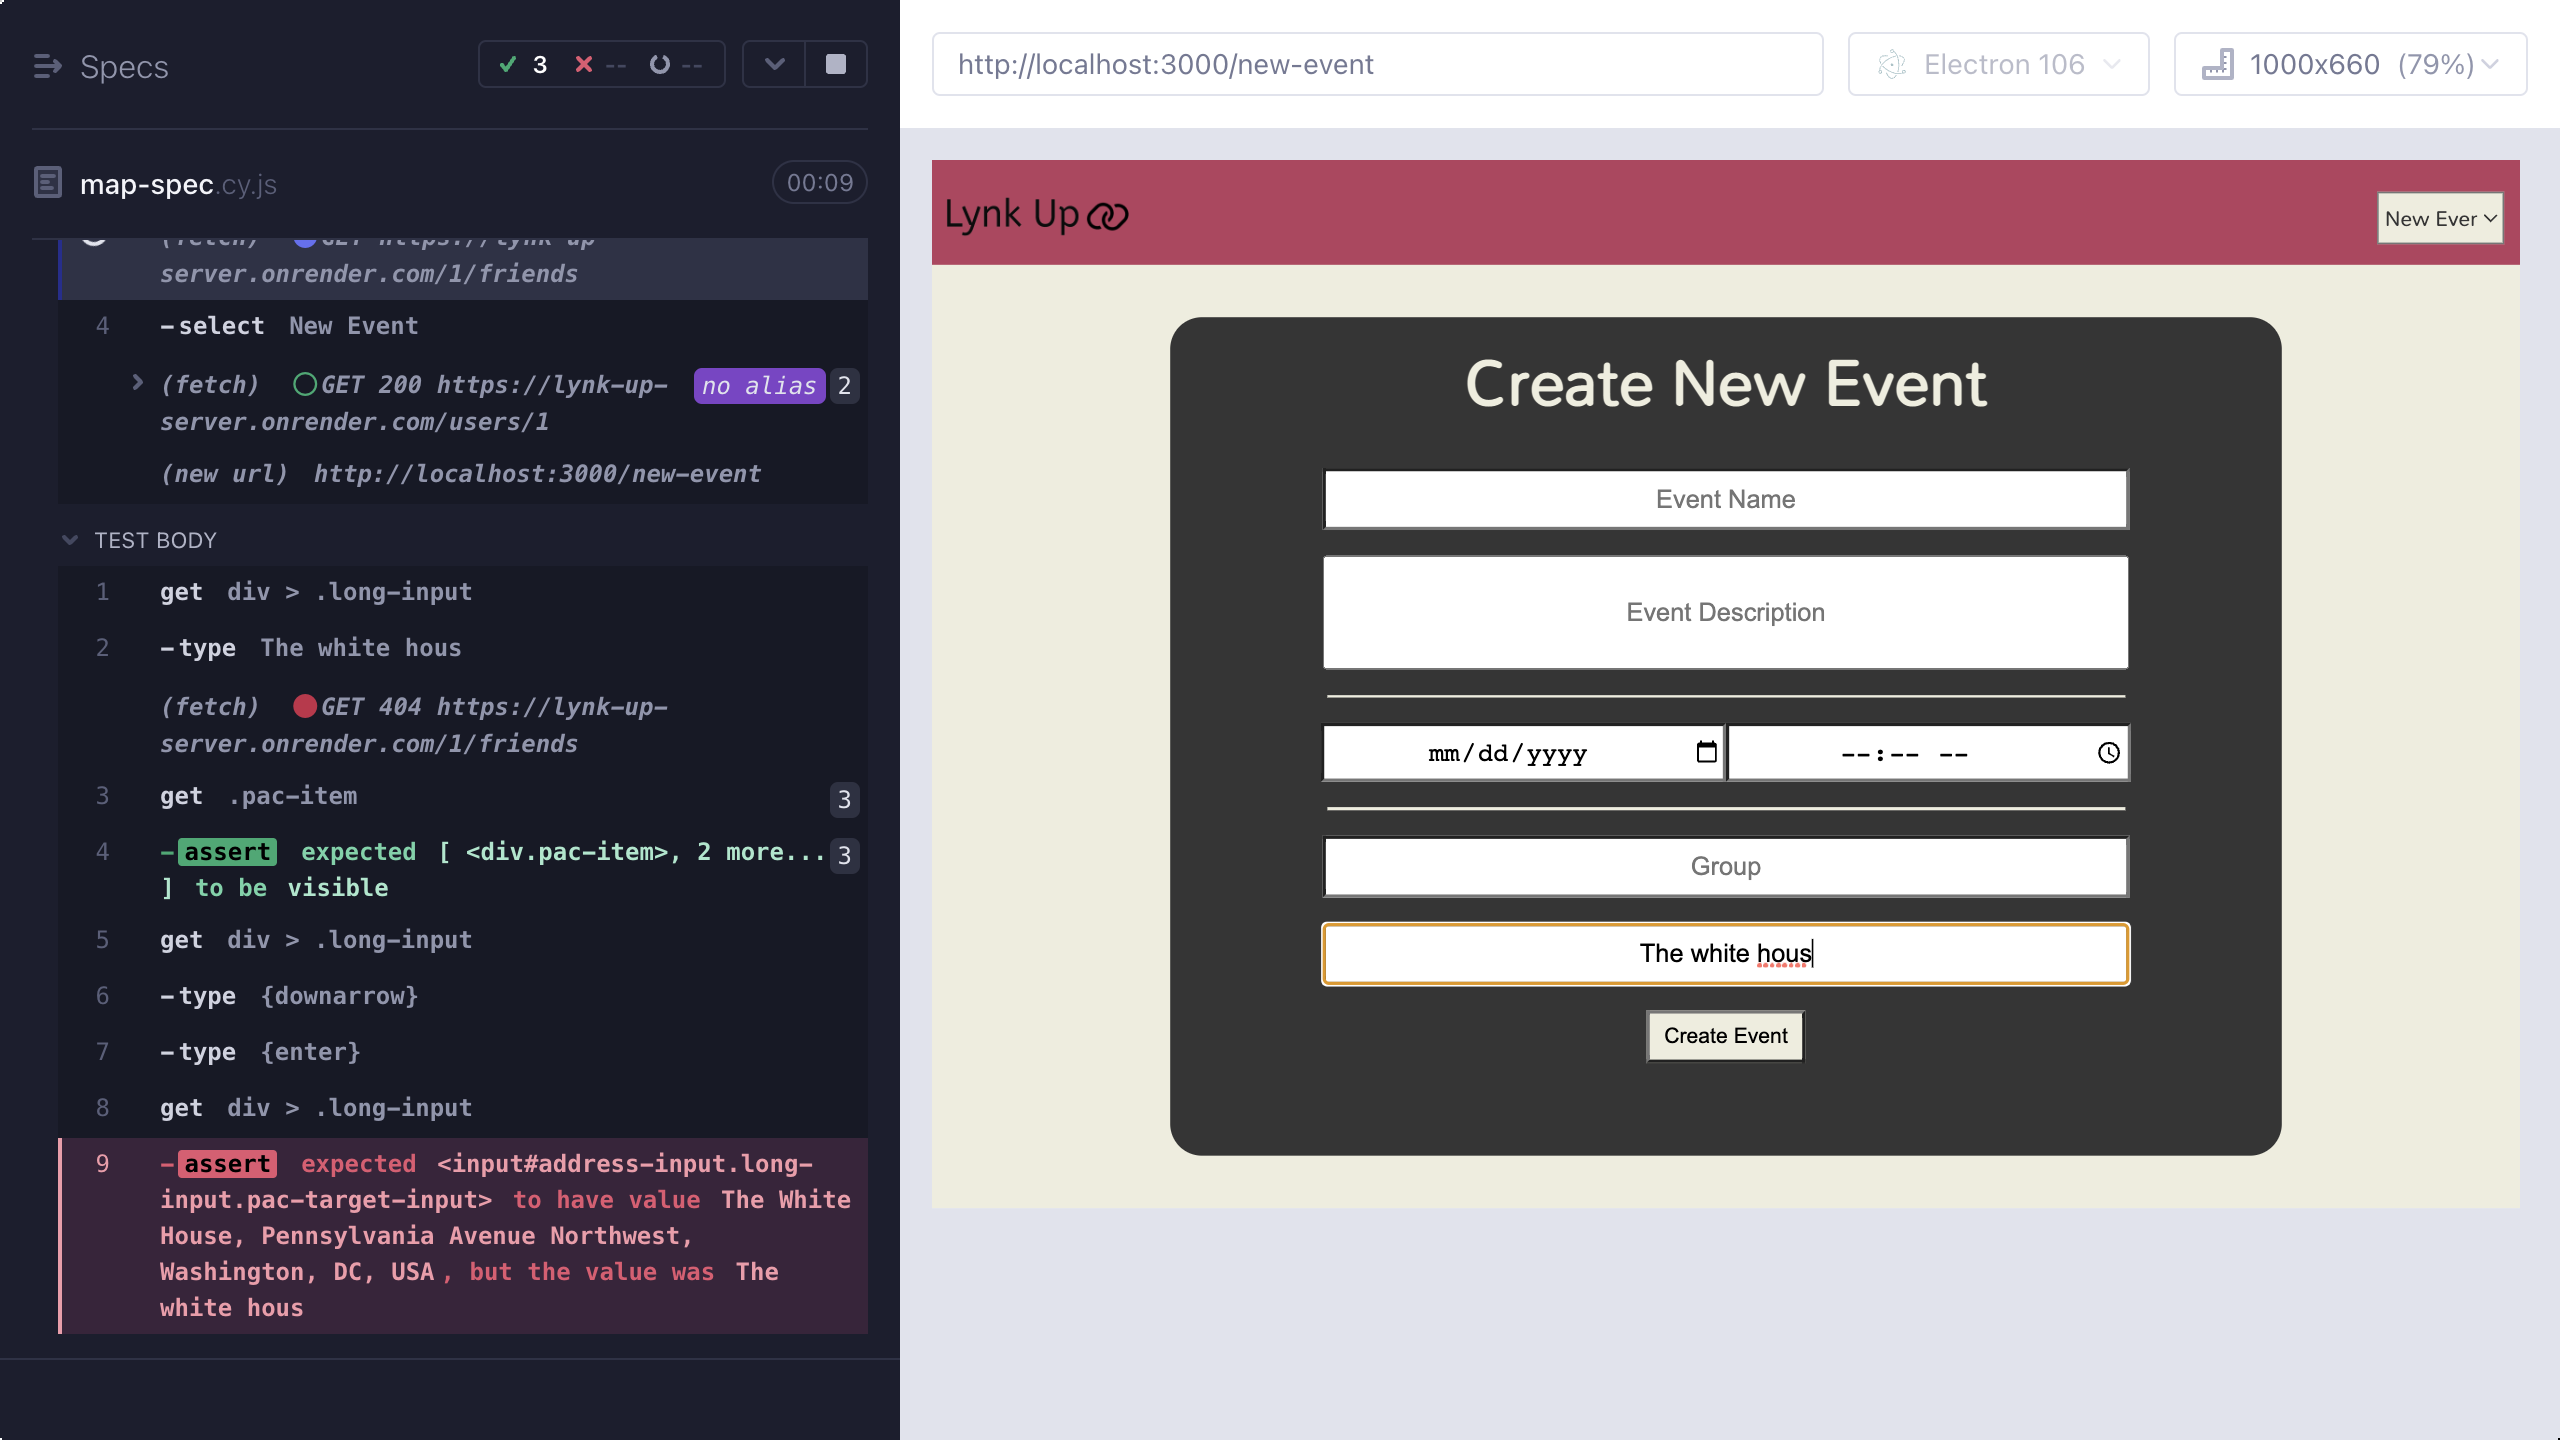 Specs
3 -- --
map-spec.cy.js 00:09
(fetch) GET https://lynk-up-
server.onrender.com/1/friends
4 -select New Event
(fetch) GET 200 https://lynk-up- no alias 2
server.onrender.com/users/1
(new url) http://localhost:3000/new-event
TEST BODY
1 get div > .long-input
2 -type The white hous
(fetch) GET 404 https://lynk-up-
server.onrender.com/1/friends
3 get .pac-item 3
4 -assert expected [ <div.pac-item>, 2 more... 3
] to be visible
5 get div > .long-input
6 -type {downarrow}
7 -type {enter}
8 get div > .long-input
9 -assert expected <input#address-input.long-
input.pac-target-input> to have value The White
House, Pennsylvania Avenue Northwest,
Washington, DC, USA , but the value was The
white hous
http://localhost:3000/new-event
Electron 106
1000x660 (79%)
Lynk Up
New Ever
Create New Event
Event Name
Event Description
mm/dd/yyyy --:-- --
Group
The white hous
Create Event